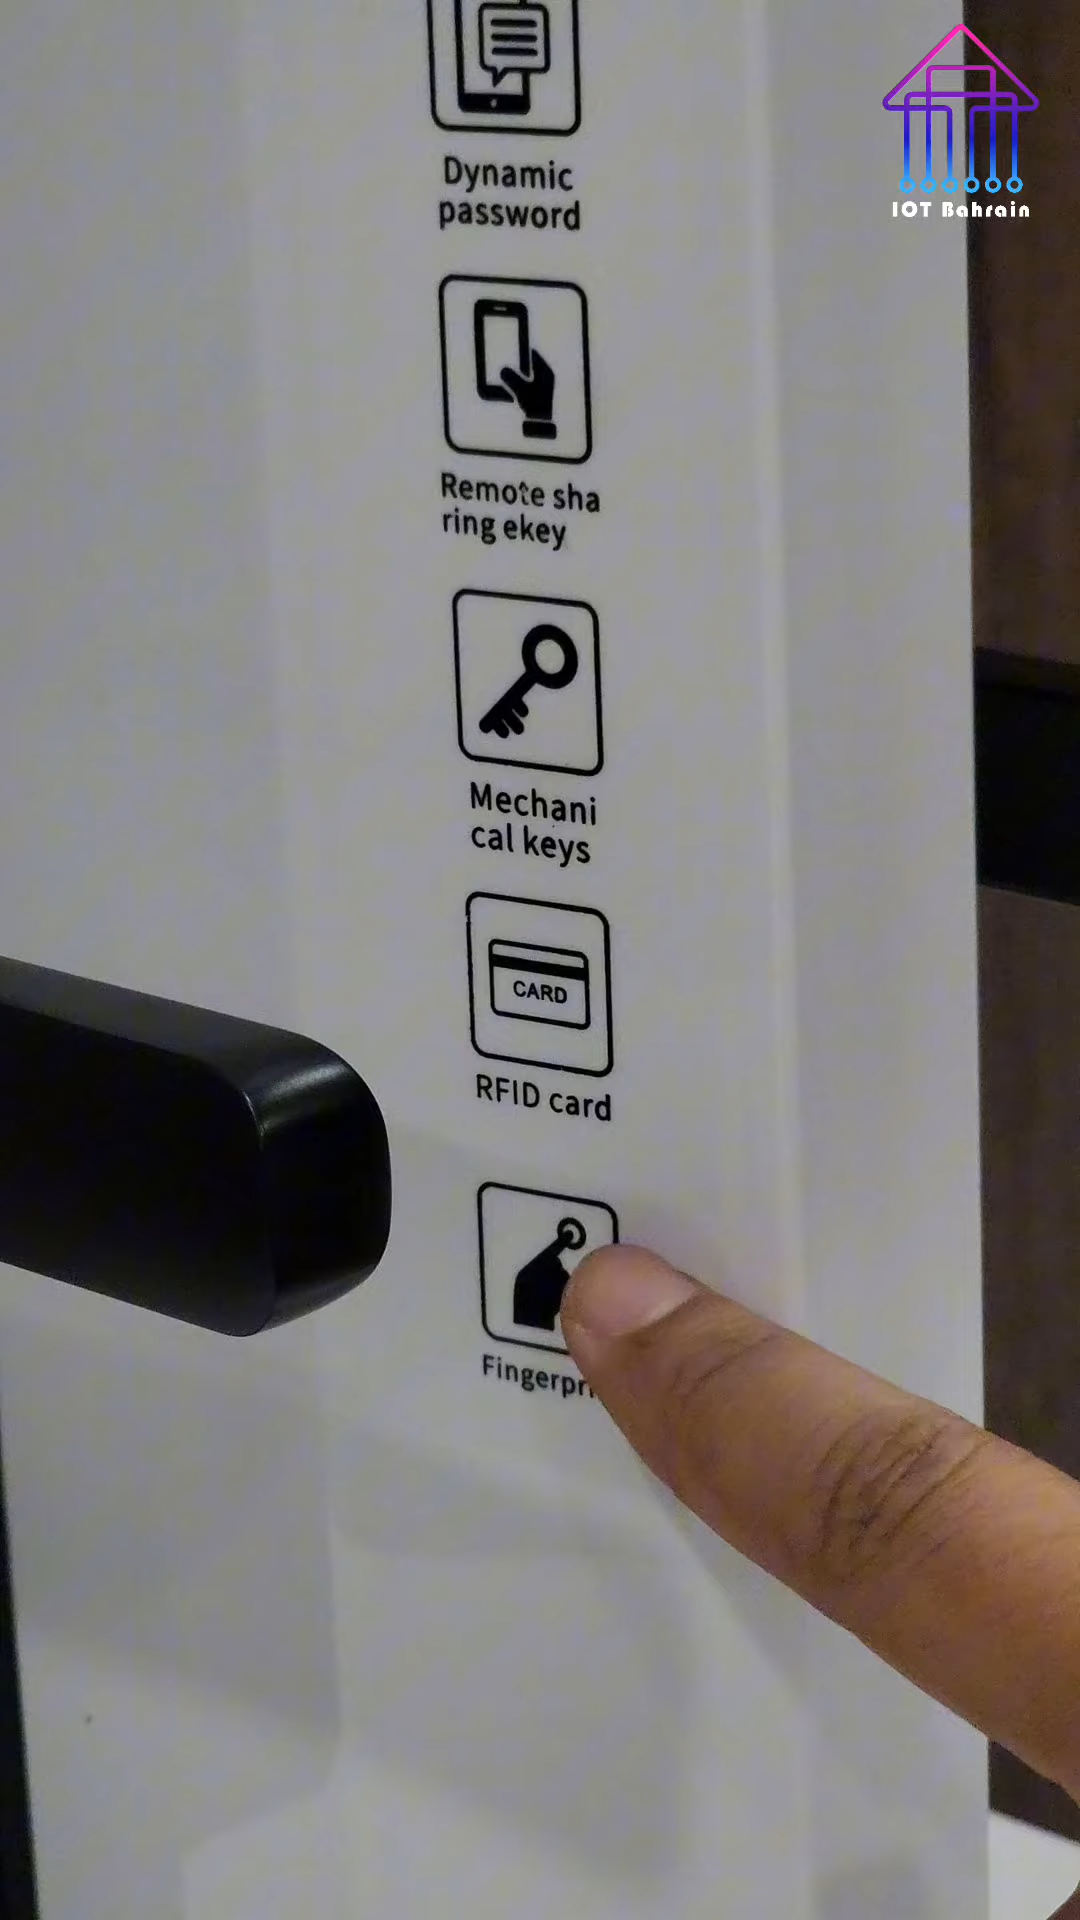 IOT Bahrain
Dynamic
password
Remote sha
ring ekey
Mechani
cal keys
CARD
RFID card